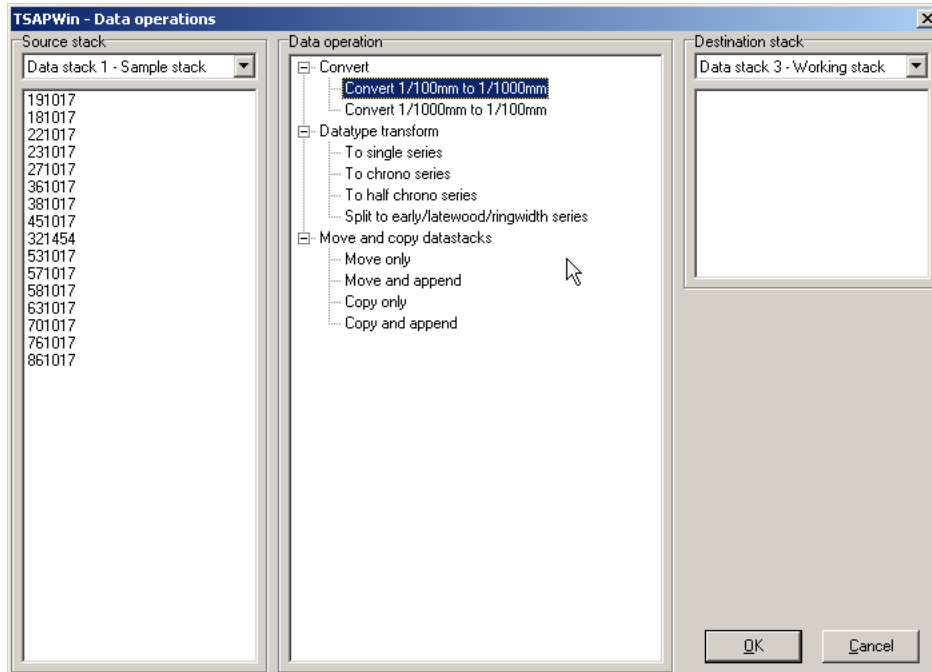 TSAPWin - Data operations
Source stack
Data stack 1 - Sample stack
191017
181017
221017
231017
271017
361017
381017
451017
321454
531017
571017
581017
631017
701017
761017
861017
Data operation
Convert
Convert 1/100mm to 1/1000mm
Convert 1/1000mm to 1/100mm
Datatype transform
To single series
To chrono series
To half chrono series
Split to early/latewood/ringwidth series
Move and copy datastacks
Move only
Move and append
Copy only
Copy and append
Destination stack
Data stack 3 - Working stack
OK
Cancel